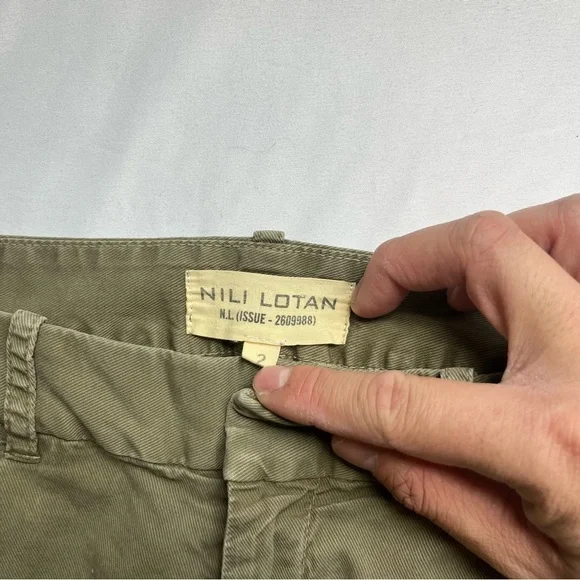 NILI LOTAN
N.L. (ISSUE - 2609988)
2